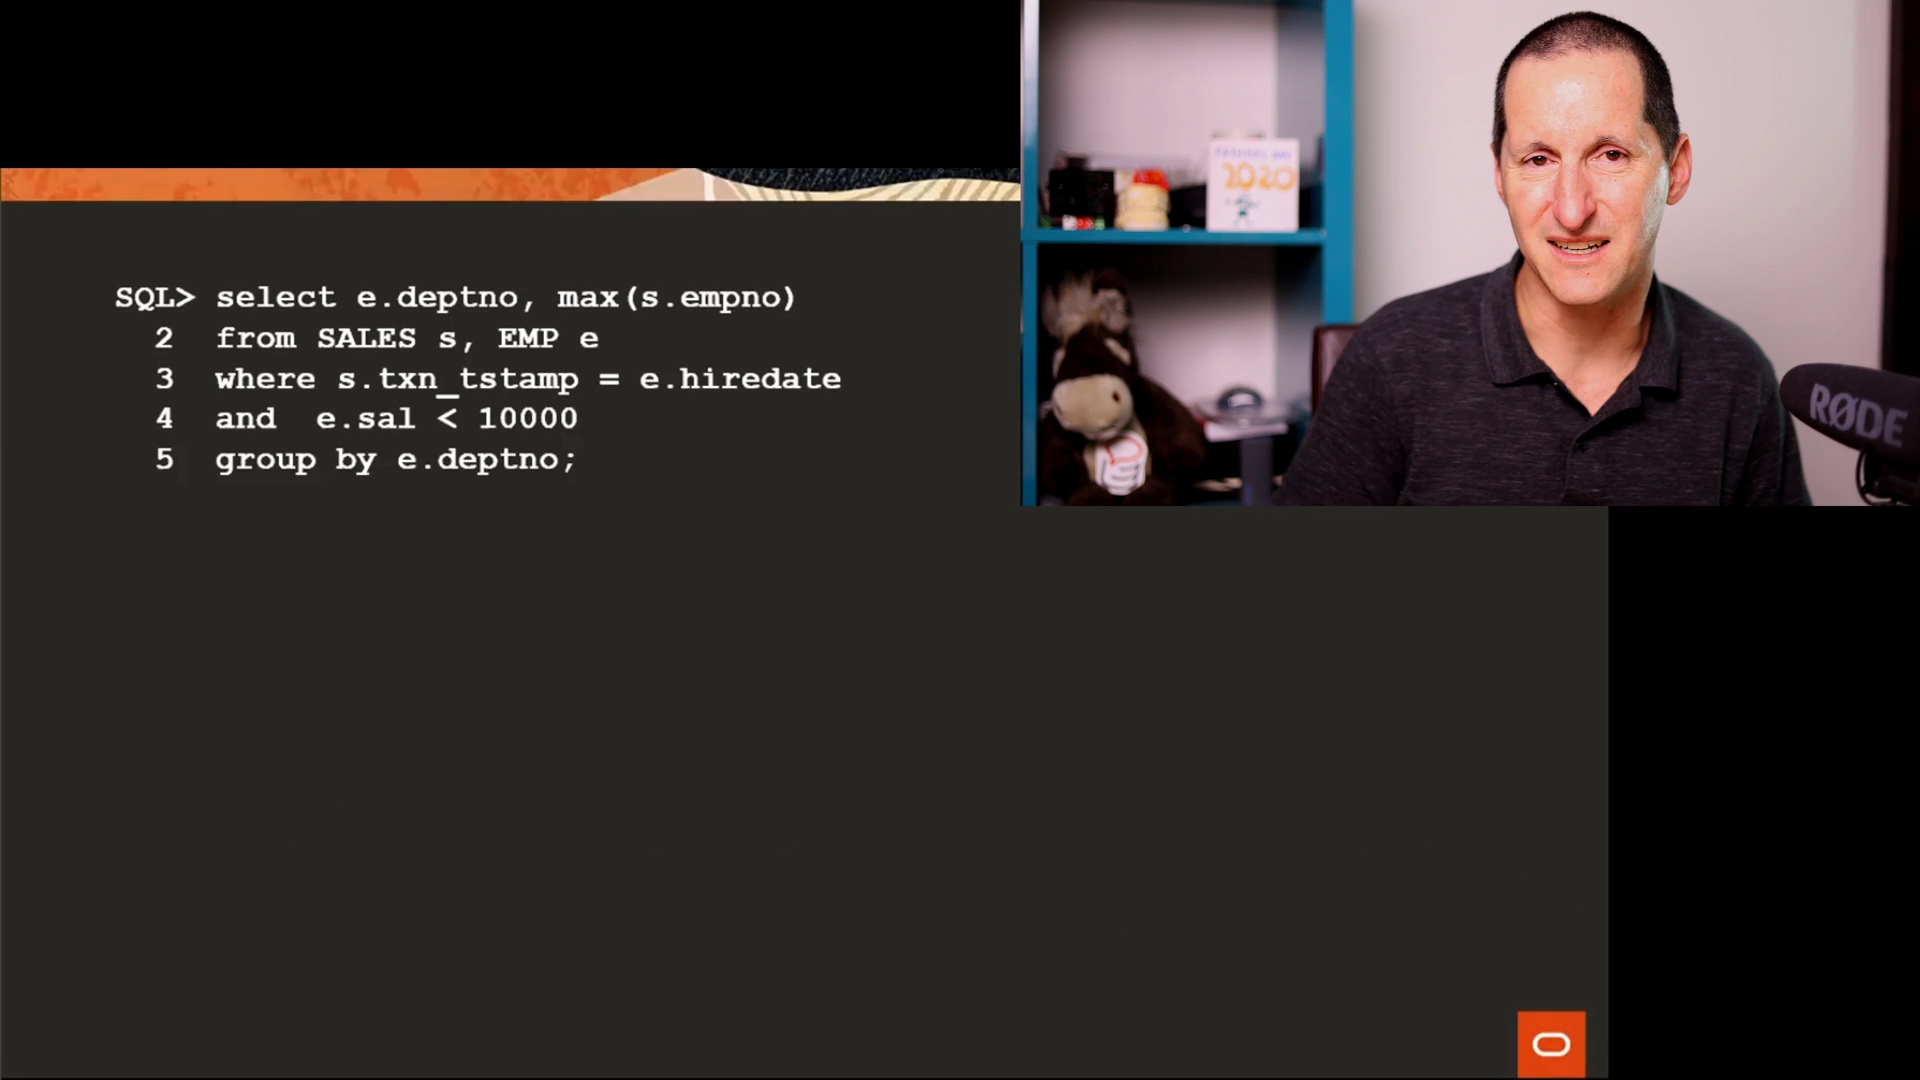 SQL> select e.deptno, max(s.empno)
2 from SALES s, EMP e
3 where s.txn_tstamp = e.hiredate
4 and e.sal < 10000
5 group by e.deptno;
2020
RØDE